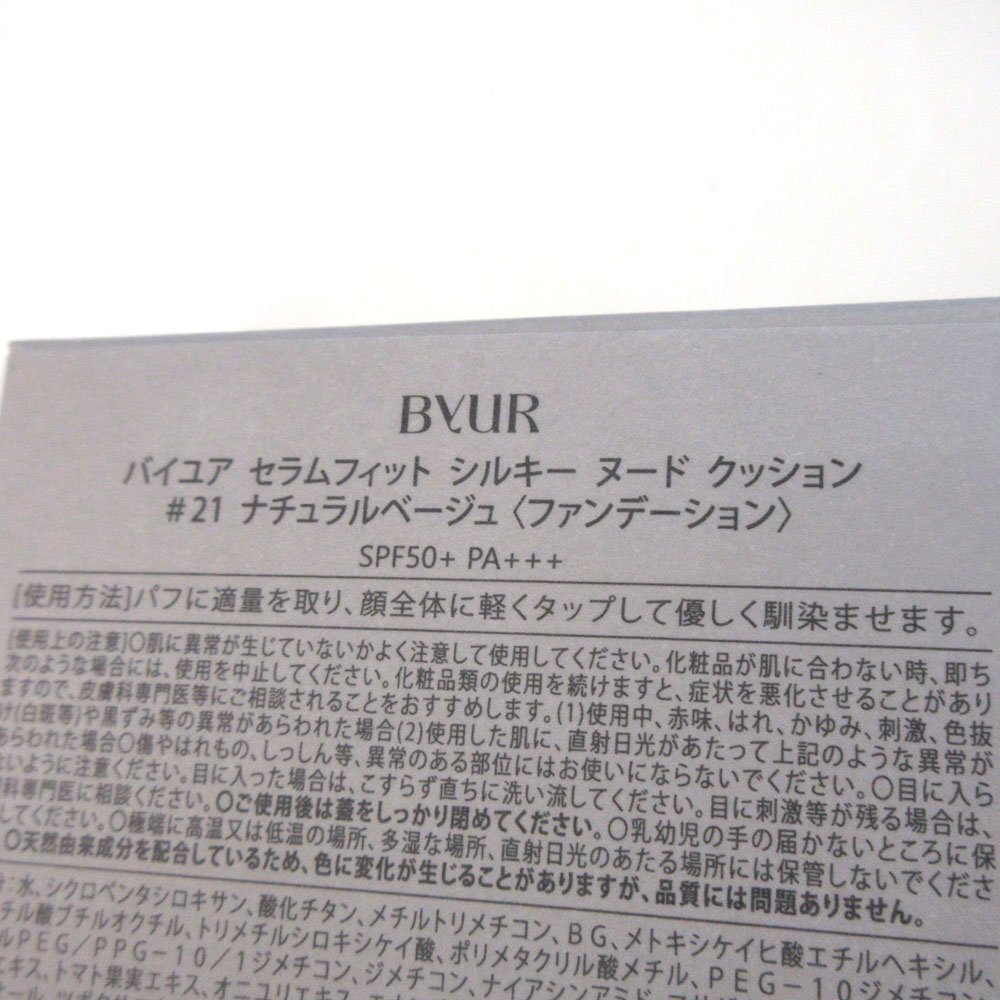 BYUR
バイユア セラムフィット シルキー ヌード クッション
#21 ナチュラルベージュ〈ファンデーション〉
SPF50+ PA+++
[使用方法]パフに適量を取り、顔全体に軽くタップして優しく馴染ませます。
[使用上の注意]〇肌に異常が生じていないかよく注意して使用してください。化粧品が肌に合わない時、即ち
次のような場合には、使用を中止してください。化粧品類の使用を続けますと、症状を悪化させることがあり
ますので、皮膚科専門医等にご相談されることをおすすめします。(1)使用中、赤味、はれ、かゆみ、刺激、色抜
け(白斑等)や黒ずみ等の異常があらわれた場合(2)使用した肌に、直射日光があたって上記のような異常が
あらわれた場合〇傷やはれもの、しっしん等、異常のある部位にはお使いにならないでください。〇目に入ら
ないように注意ください。目に入った場合は、こすらず直ちに洗い流してください。目に刺激等が残る場合は、
眼科専門医に相談ください。〇ご使用後は蓋をしっかり閉めてください。〇乳幼児の手の届かないところに保
してください。〇極端に高温又は低温の場所、多湿な場所、直射日光のあたる場所には保管しないでくださ
〇天然由来成分を配合しているため、色に変化が生じることがありますが、品質には問題ありません。
:水、シクロペンタシロキサン、酸化チタン、メチルトリメチコン、BG、メトキシケイヒ酸エチルヘキシル、
チル酸ブチルオクチル、トリメチルシロキシケイ酸、ポリメタクリル酸メチル、PEG-10ジメチコン、
ルPEG/PPG-10/1ジメチコン、ジメチコン、ナイアシンアミド、
エキス、トマト果実エキス、オニユリエキス、